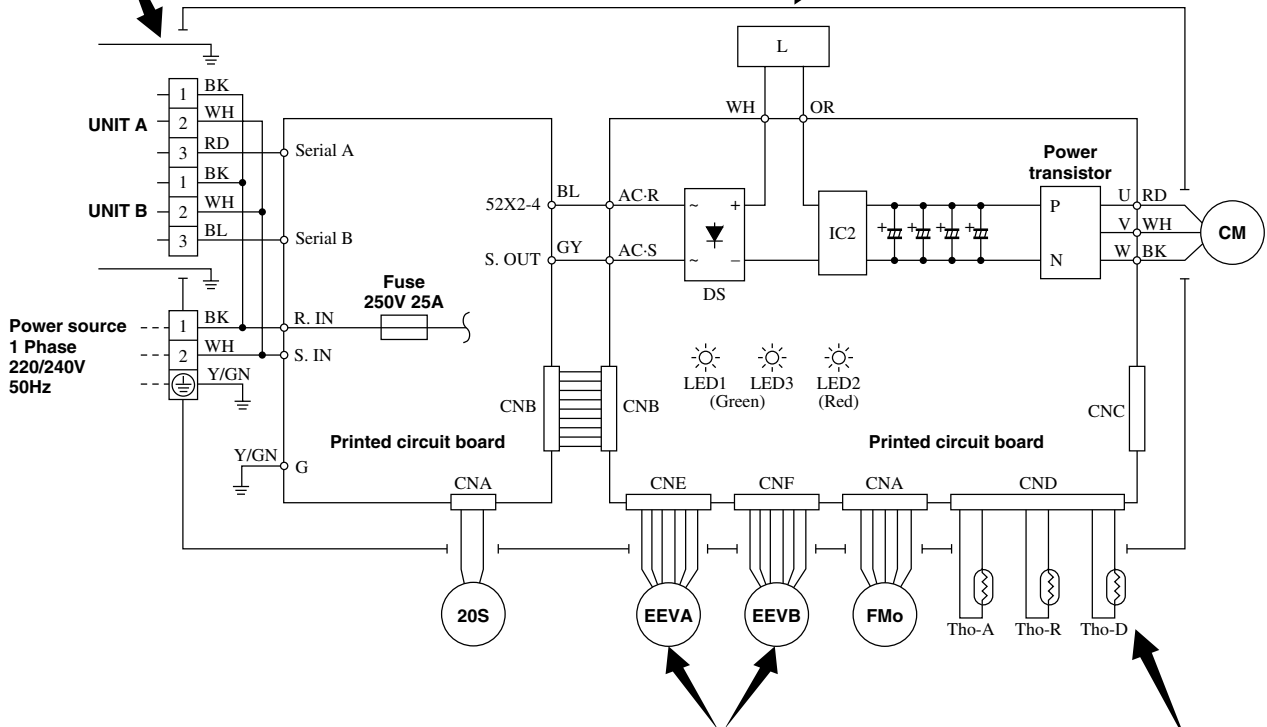 L
WH
OR
UNIT A
1
BK
2
WH
3
RD
Serial A
UNIT B
1
BK
2
WH
3
BL
Serial B
Power source
1 Phase
220/240V
50Hz
1
BK
R. IN
2
WH
S. IN
Y/GN
Y/GN
G
Fuse
250V 25A
52X2-4
BL
AC·R
S. OUT
GY
AC·S
~
+
~
–
DS
IC2
+
+
+
+
Power
transistor
P
N
U
RD
V
WH
W
BK
CM
LED1
LED3
LED2
(Green)
(Red)
CNB
CNB
CNC
Printed circuit board
Printed circuit board
CNA
CNE
CNF
CNA
CND
20S
EEVA
EEVB
FMo
Tho-A
Tho-R
Tho-D